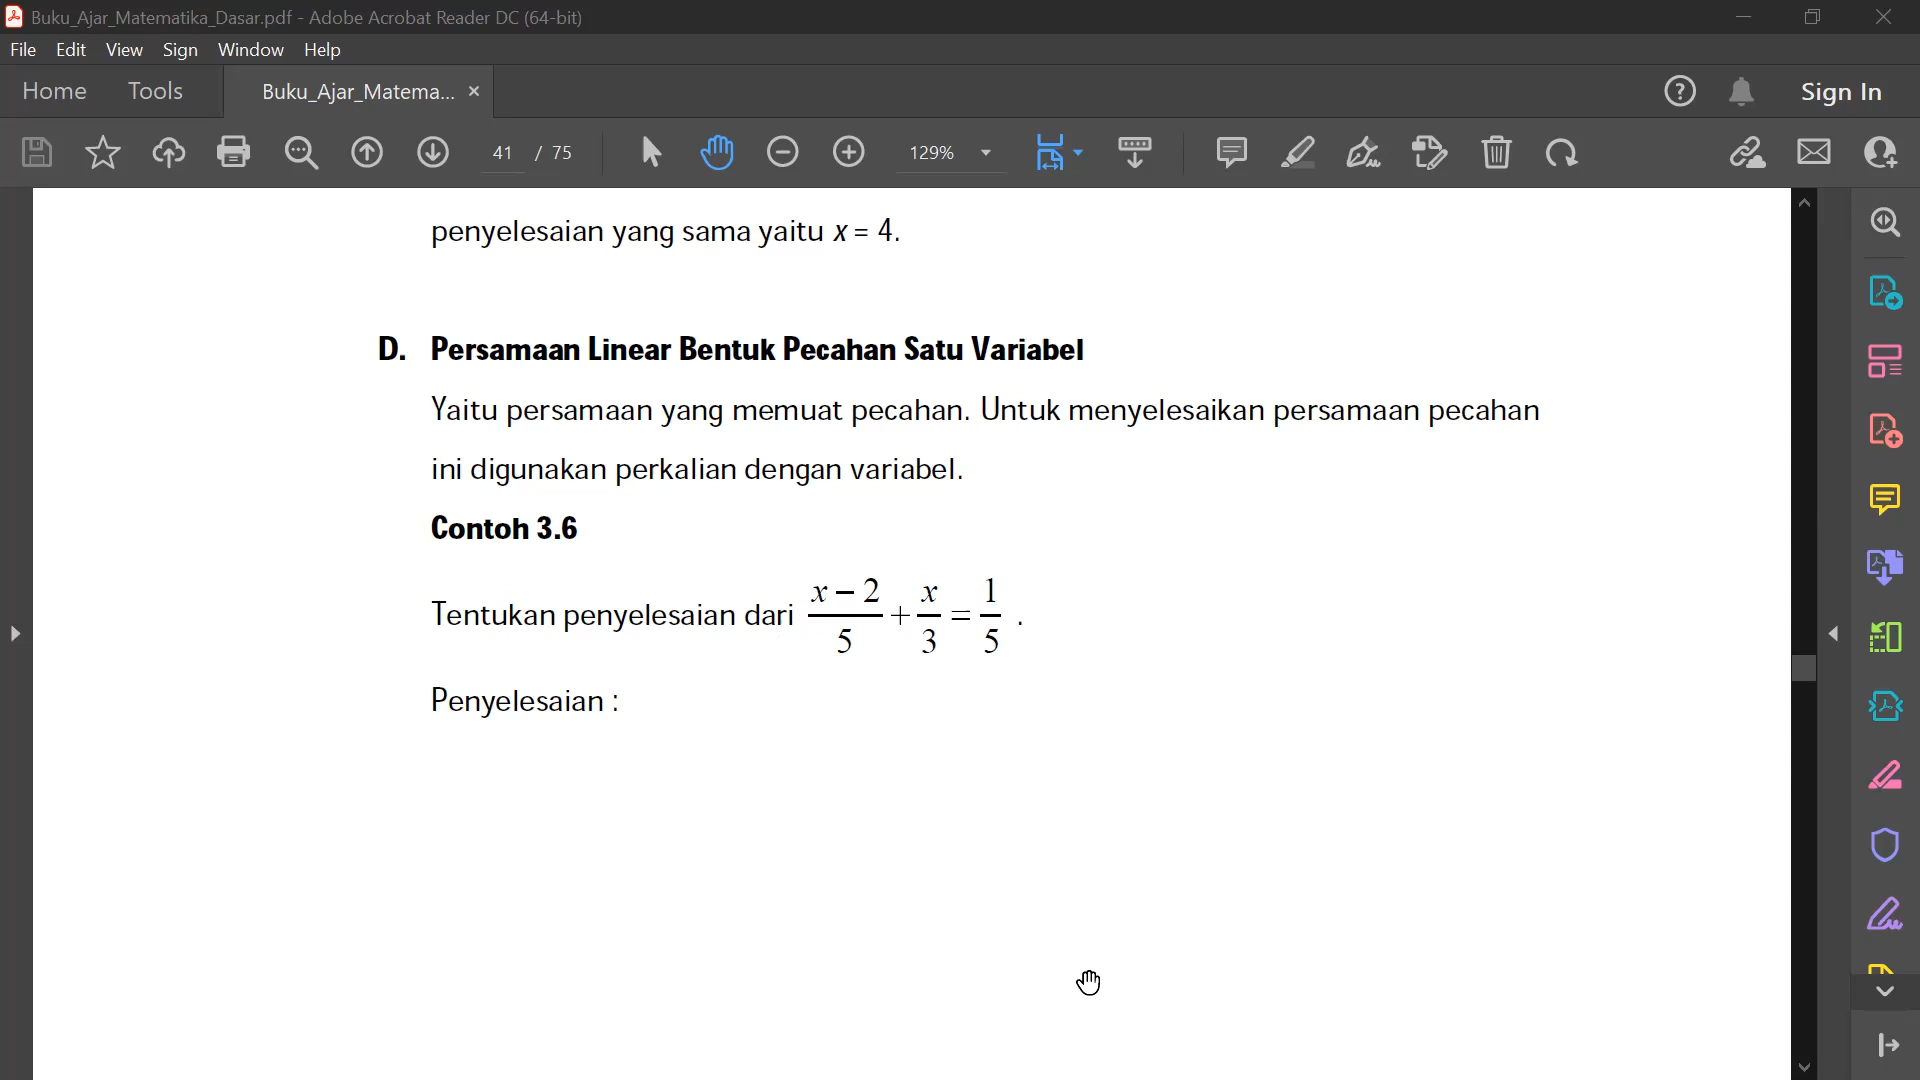 Buku_Ajar_Matematika_Dasar.pdf - Adobe Acrobat Reader DC (64-bit)
File Edit View Sign Window Help
Home Tools Buku_Ajar_Matema... × Sign In
41 / 75 129%
penyelesaian yang sama yaitu x = 4.
D. Persamaan Linear Bentuk Pecahan Satu Variabel
Yaitu persamaan yang memuat pecahan. Untuk menyelesaikan persamaan pecahan
ini digunakan perkalian dengan variabel.
Contoh 3.6
Tentukan penyelesaian dari (x − 2)/5 + x/3 = 1/5 .
Penyelesaian :